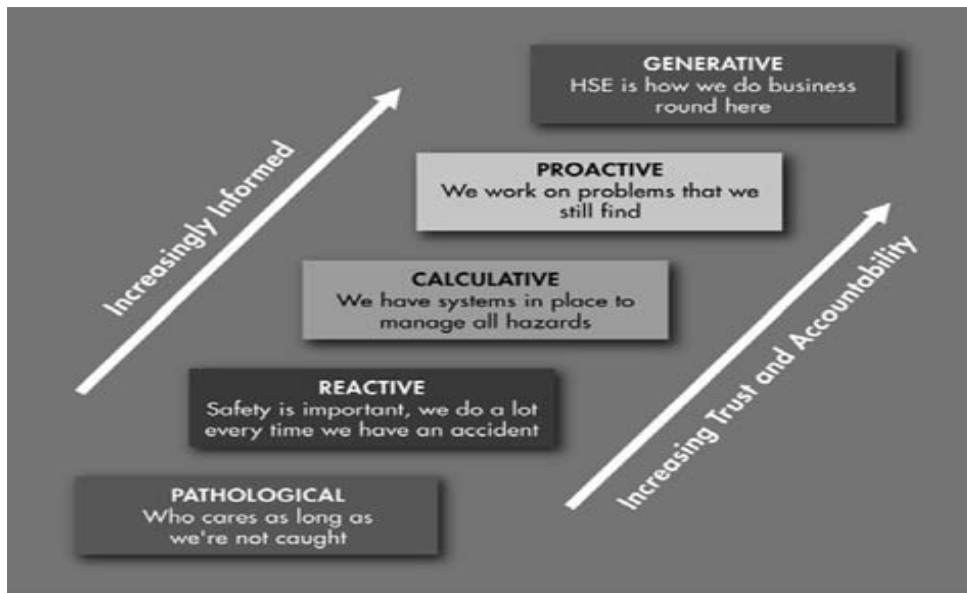 GENERATIVE
HSE is how we do business
round here
PROACTIVE
We work on problems that we
still find
Increasingly Informed
CALCULATIVE
We have systems in place to
manage all hazards
Increasing Trust and Accountability
REACTIVE
Safety is important, we do a lot
every time we have an accident
PATHOLOGICAL
Who cares as long as
we're not caught